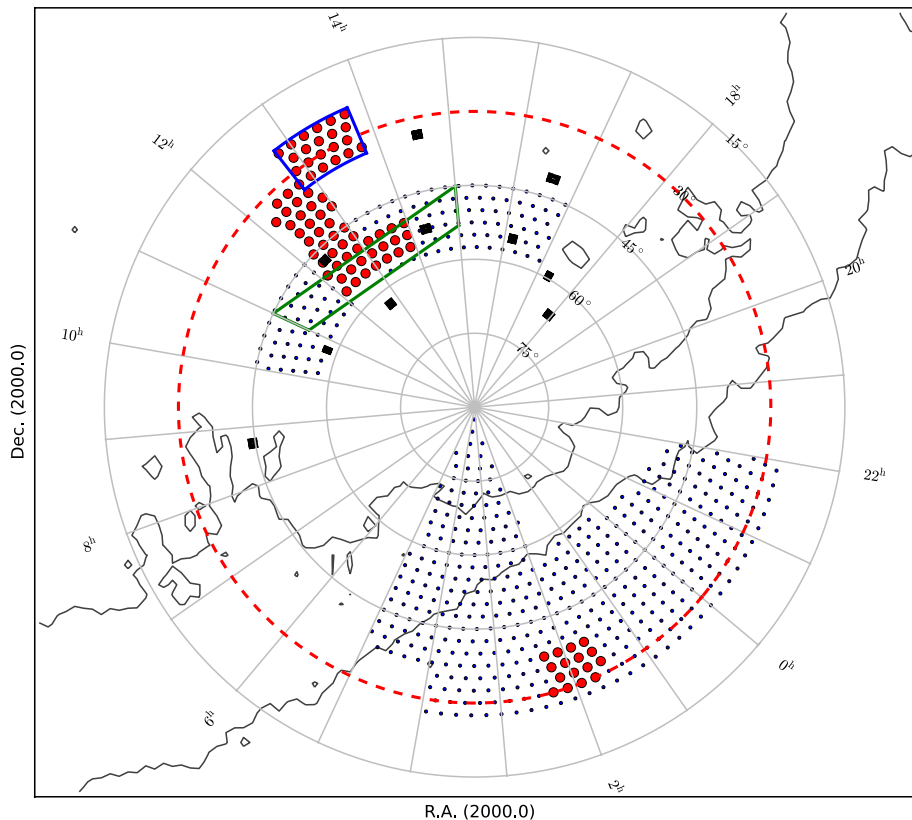 14ʰ
18ʰ
12ʰ
15°
30°
45°
20ʰ
60°
10ʰ
75°
Dec. (2000.0)
22ʰ
8ʰ
0ʰ
6ʰ
2ʰ
R.A. (2000.0)